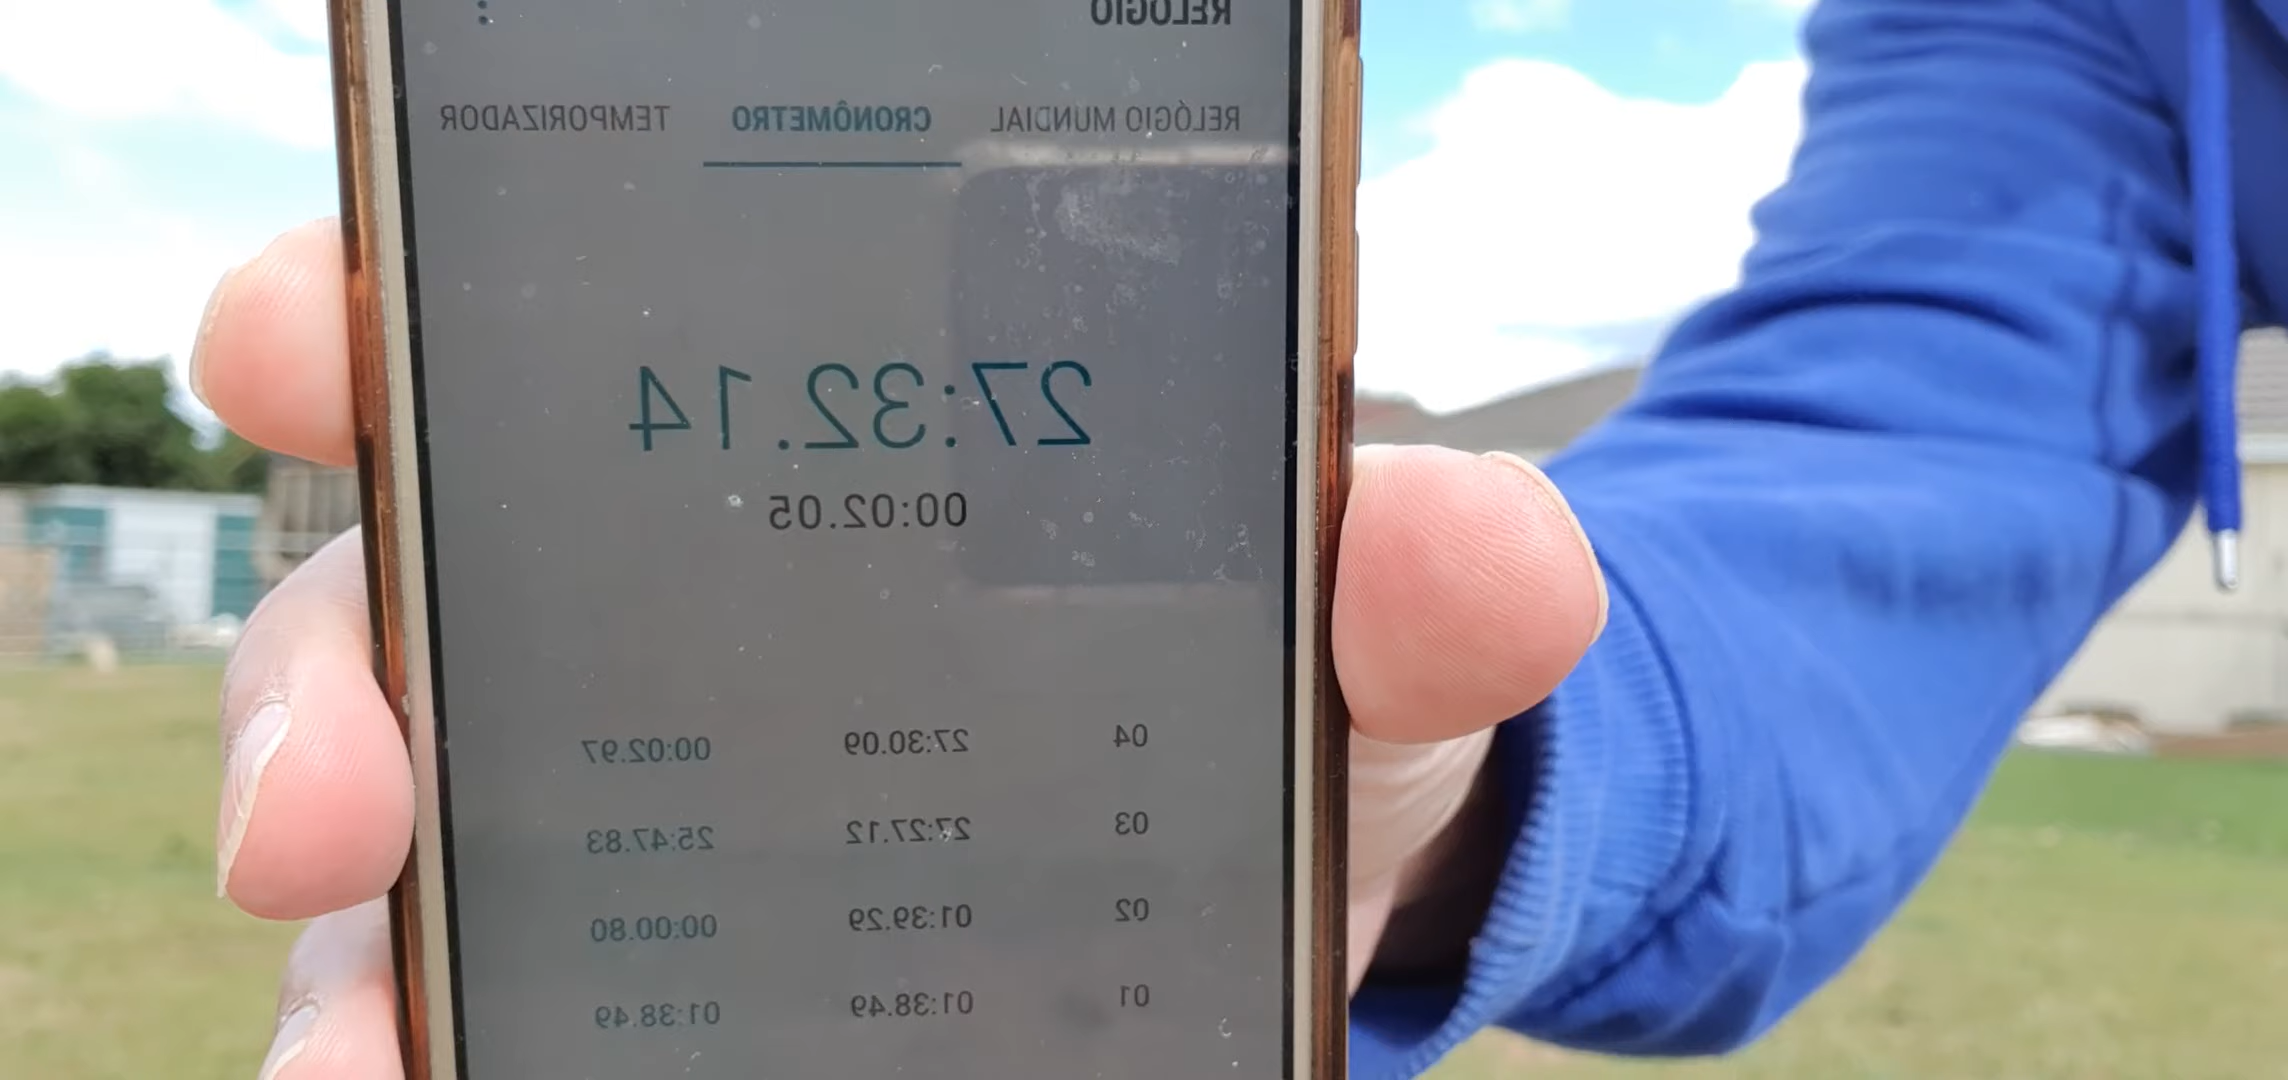 RELÓGIO
RELÓGIO MUNDIAL CRONÔMETRO TEMPORIZADOR
27:32.14
00:02.05
04 27:30.09 00:02.97
03 27:27.12 25:47.83
02 01:39.29 00:00.80
01 01:38.49 01:38.49